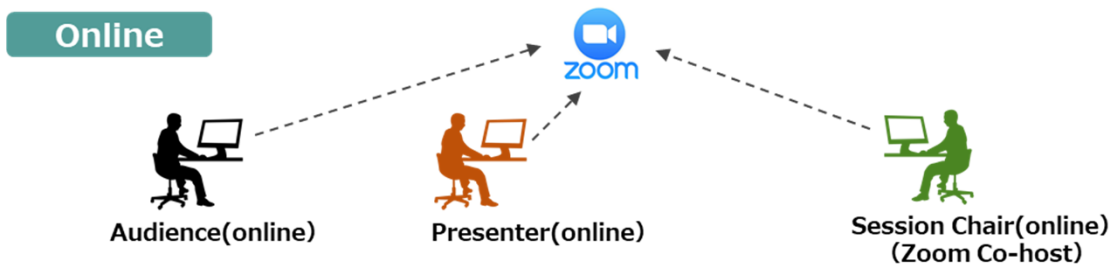 Online
zoom
Audience(online）
Presenter(online）
Session Chair(online）
（Zoom Co-host）